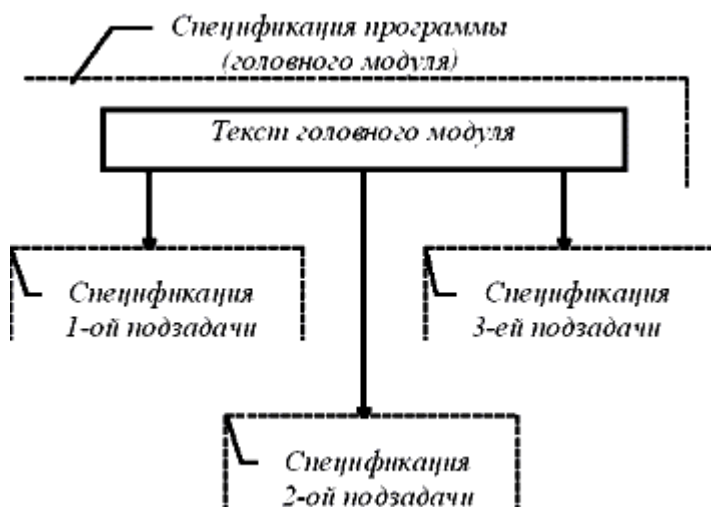 Спецификация программы
(головного модуля)
Текст головного модуля
Спецификация
1-ой подзадачи
Спецификация
3-ей подзадачи
Спецификация
2-ой подзадачи